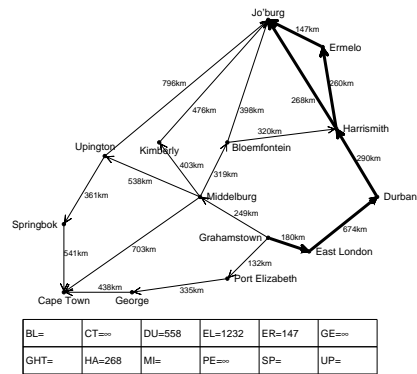 Jo'burg
147km
Ermelo
796km
260km
268km
476km
398km
320km
Harrismith
Upington
Kimberly
Bloemfontein
403km
290km
538km
319km
361km
Middelburg
Durban
249km
Springbok
Grahamstown
674km
180km
541km
703km
East London
132km
Port Elizabeth
438km
335km
Cape Town
George
BL= CT=∞ DU=558 EL=1232 ER=147 GE=∞
GHT= HA=268 MI= PE=∞ SP= UP=